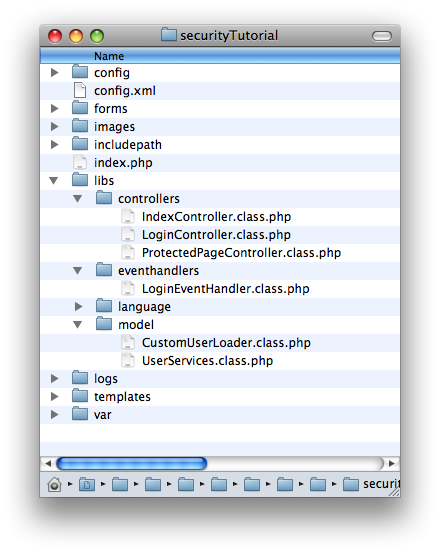 securityTutorial
Name
config
config.xml
forms
images
includepath
index.php
libs
controllers
IndexController.class.php
LoginController.class.php
ProtectedPageController.class.php
eventhandlers
LoginEventHandler.class.php
language
model
CustomUserLoader.class.php
UserServices.class.php
logs
templates
var
securit